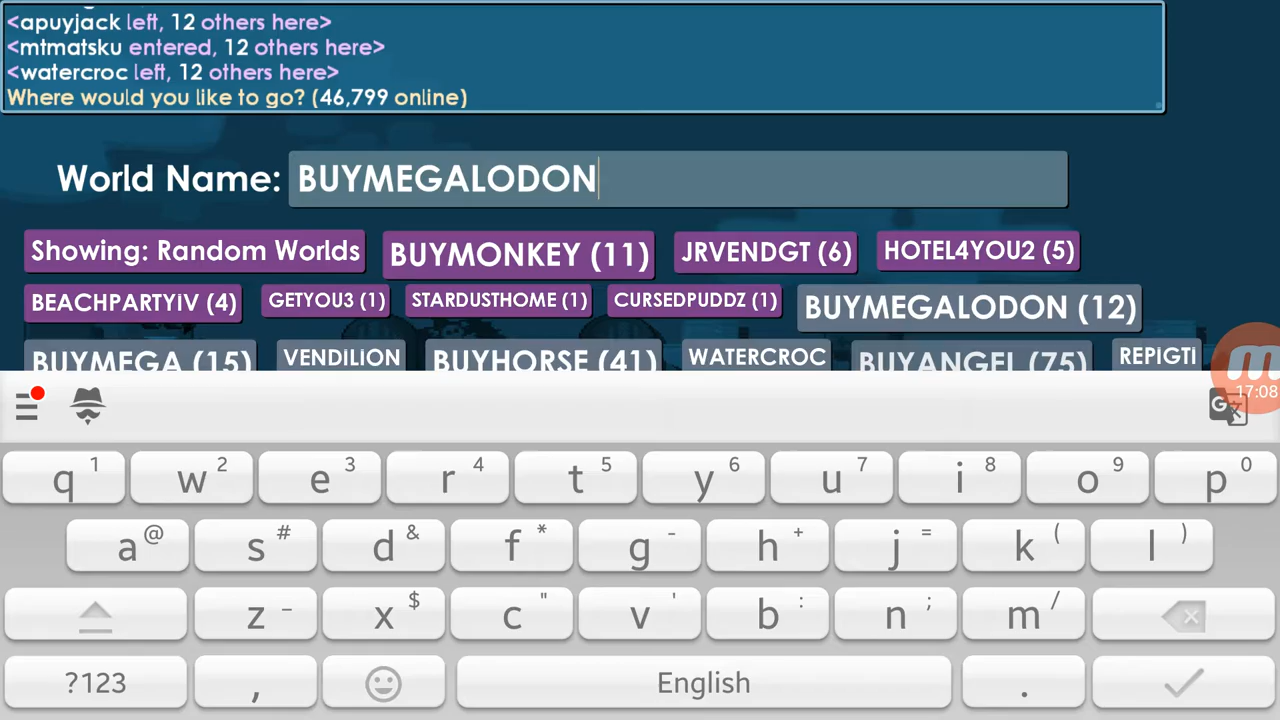 <apuyjack left, 12 others here>
<mtmatsku entered, 12 others here>
<watercroc left, 12 others here>
Where would you like to go? (46,799 online)
World Name: BUYMEGALODON
Showing: Random Worlds BUYMONKEY (11) JRVENDGT (6) HOTEL4YOU2 (5)
BEACHPARTYIV (4) GETYOU3 (1) STARDUSTHOME (1) CURSEDPUDDZ (1) BUYMEGALODON (12)
BUYMEGA (15) VENDILION BUYHORSE (41) WATERCROC BUYANGEL (75) REPIGTI
17:08
G
q 1 w 2 e 3 r 4 t 5 y 6 u 7 i 8 o 9 p 0
a @ s # d & f * g - h + j = k ( l )
z – x $ c " v ' b : n ; m /
?123 , English .